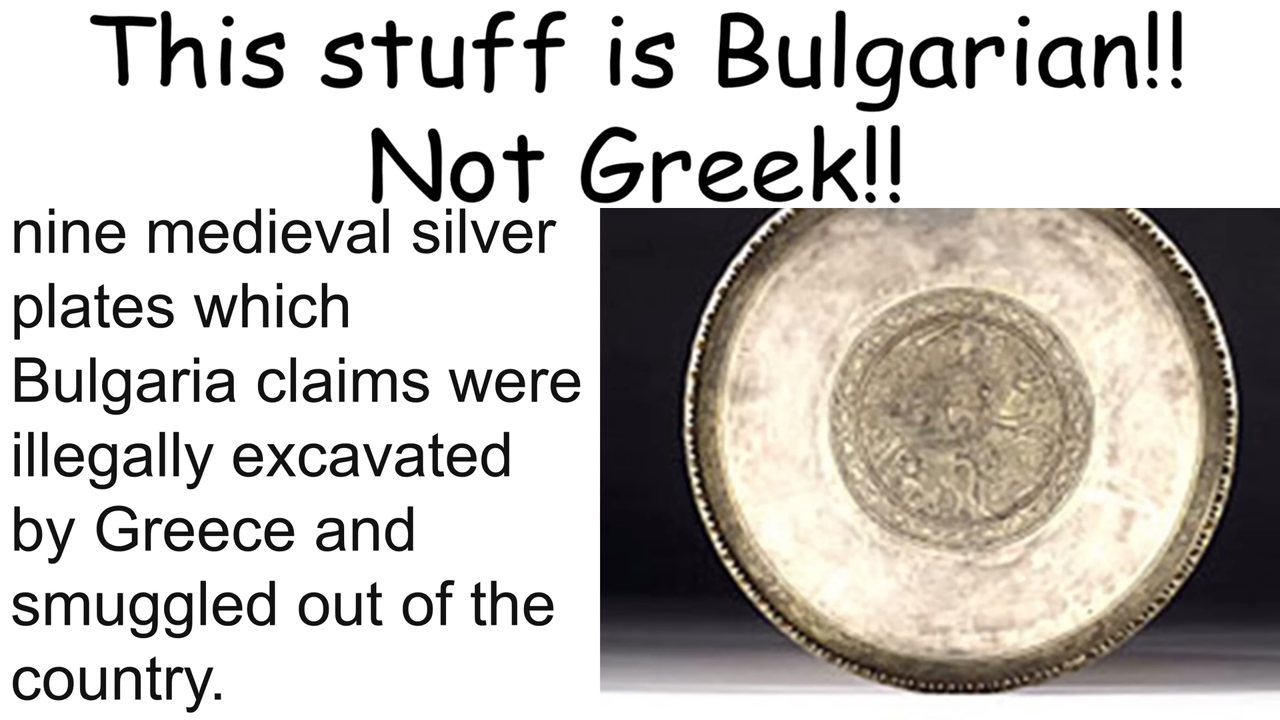 This stuff is Bulgarian!!
Not Greek!!
nine medieval silver
plates which
Bulgaria claims were
illegally excavated
by Greece and
smuggled out of the
country.